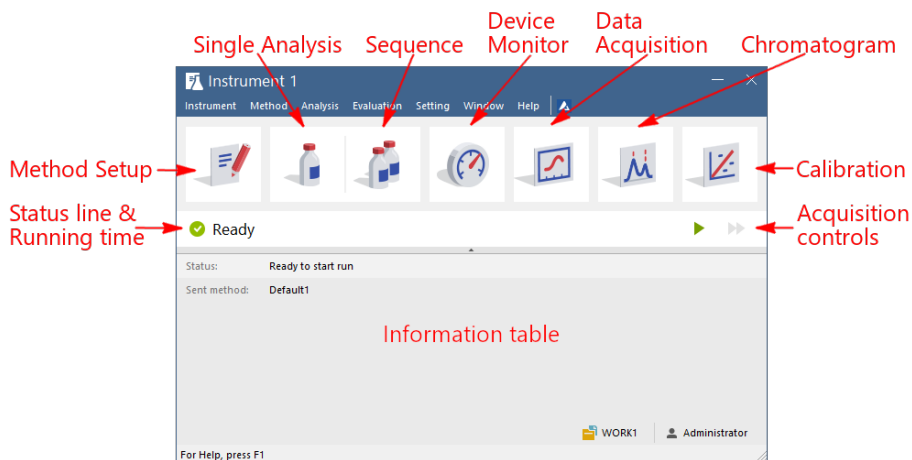 Device
Monitor
Data
Acquisition
Single Analysis
Sequence
Chromatogram
Instrument 1
Instrument Method Analysis Evaluation Setting Window Help
Method Setup
Calibration
Status line &
Running time
Ready
Acquisition
controls
Status: Ready to start run
Sent method: Default1
Information table
WORK1 Administrator
For Help, press F1